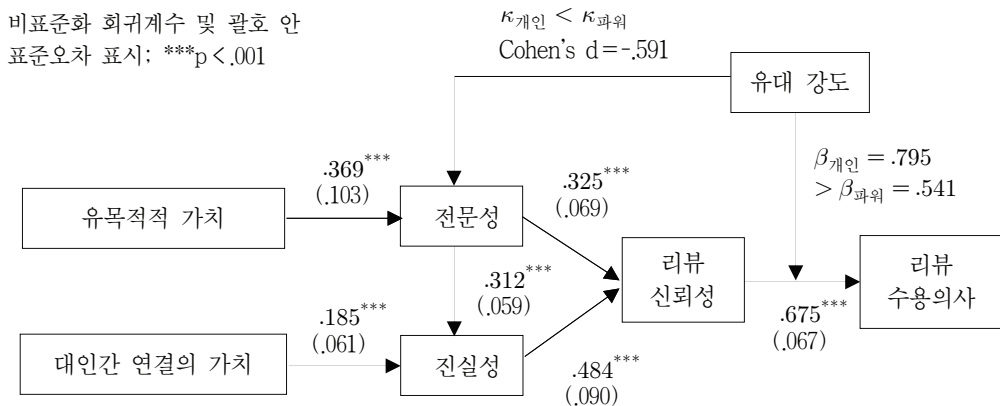 비표준화 회귀계수 및 괄호 안
표준오차 표시; ***p<.001
κ개인 < κ파워
Cohen's d=-.591
유대 강도
β개인 = .795
> β파워 = .541
.369***
(.103)
.325***
(.069)
유목적적 가치
전문성
리뷰
신뢰성
리뷰
수용의사
.312***
(.059)
.675***
(.067)
.185***
(.061)
대인간 연결의 가치
진실성
.484***
(.090)